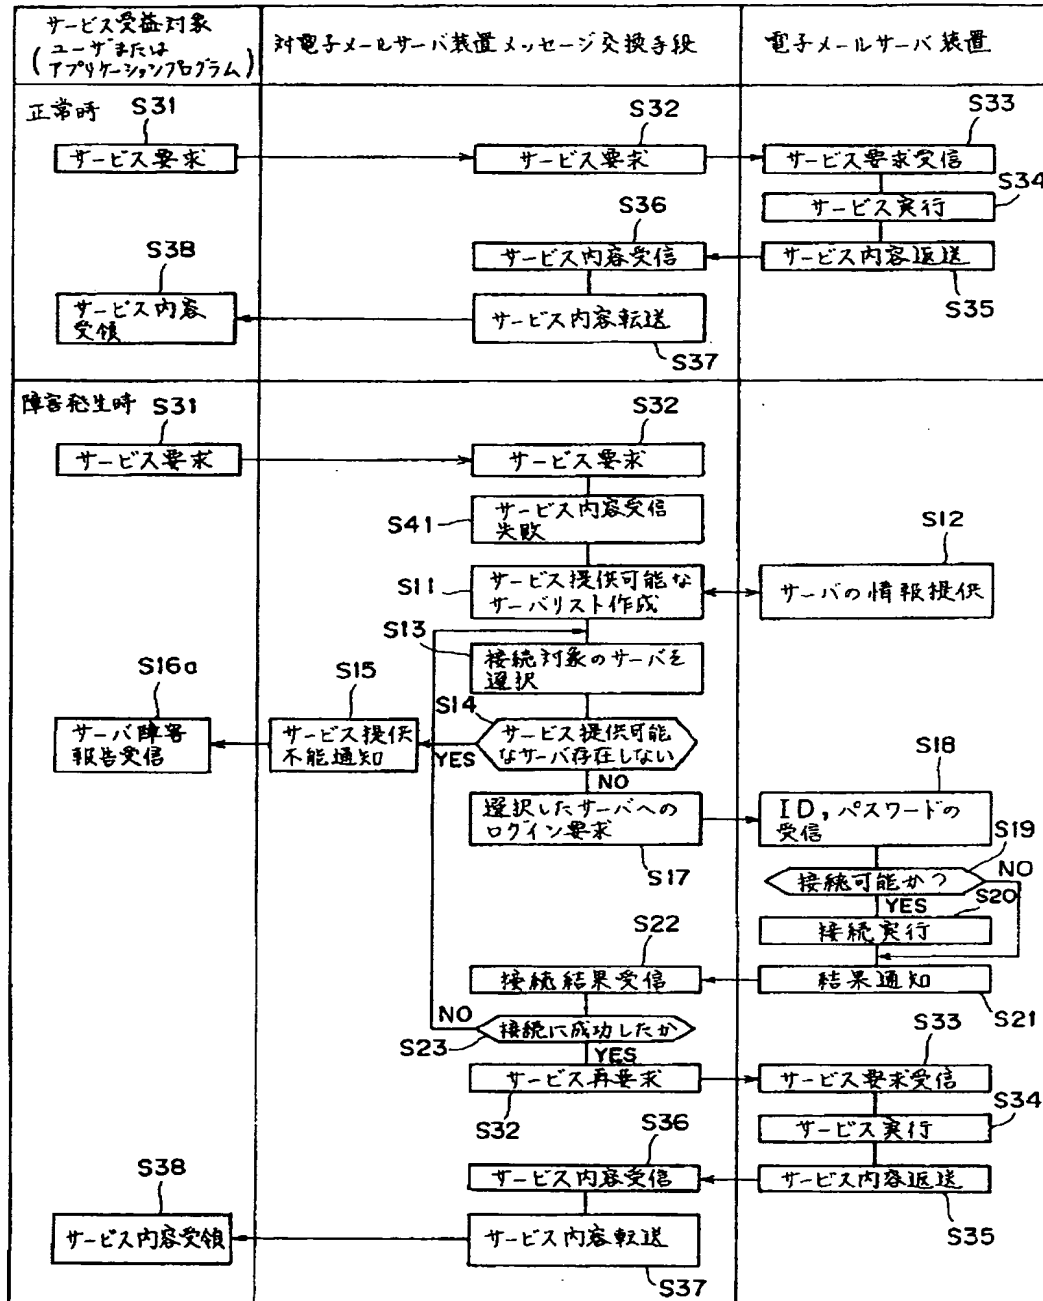 サービス受益対象
(ユーザまたは
アプリケーションプログラム)
対電子メールサーバ装置メッセージ交換手段
電子メールサーバ装置
正常時
S31
サービス要求
S32
サービス要求
S33
サービス要求受信
S34
サービス実行
S36
サービス内容受信
サービス内容返送
S35
S38
サービス内容
受領
サービス内容転送
S37
障害発生時
S31
サービス要求
S32
サービス要求
S41
サービス内容受信
失敗
S11
サービス提供可能な
サーバリスト作成
S12
サーバの情報提供
S13
接続対象のサーバを
選択
S16a
サーバ障害
報告受信
S15
サービス提供
不能通知
S14
サービス提供可能
なサーバ存在しない
YES
NO
選択したサーバへの
ログイン要求
S17
S18
ID,パスワードの
受信
S19
接続可能かっ
NO
YES
S20
接続実行
S22
接続結果受信
結果通知
S21
NO
接続に成功したか
S23
YES
サービス再要求
S32
S33
サービス要求受信
S34
サービス実行
S36
サービス内容受信
サービス内容返送
S35
S38
サービス内容受領
サービス内容転送
S37